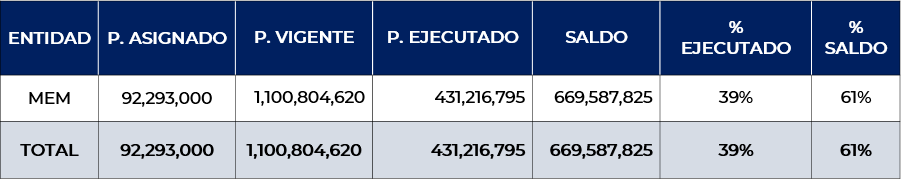 ENTIDAD P. ASIGNADO P. VIGENTE P. EJECUTADO SALDO % EJECUTADO % SALDO
MEM 92,293,000 1,100,804,620 431,216,795 669,587,825 39% 61%
TOTAL 92,293,000 1,100,804,620 431,216,795 669,587,825 39% 61%